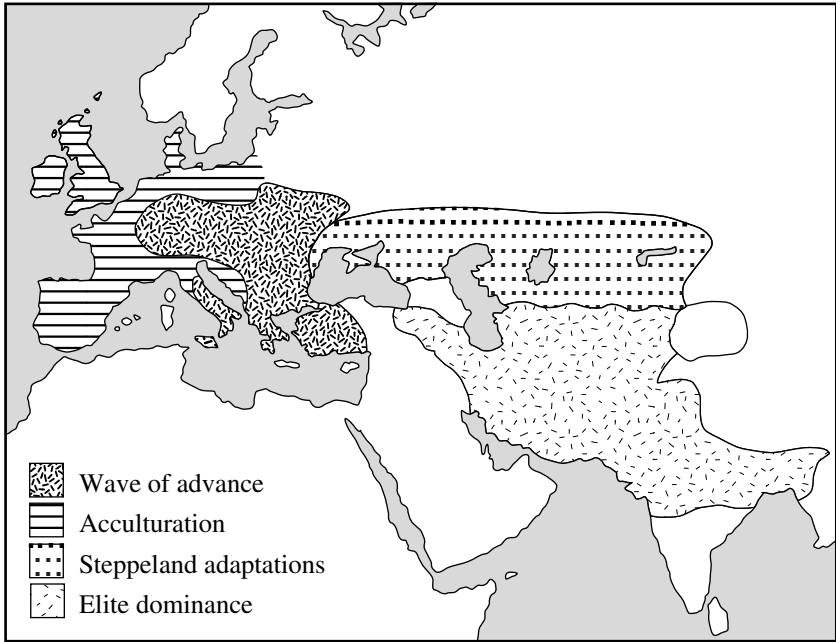 Wave of advance
Acculturation
Steppeland adaptations
Elite dominance